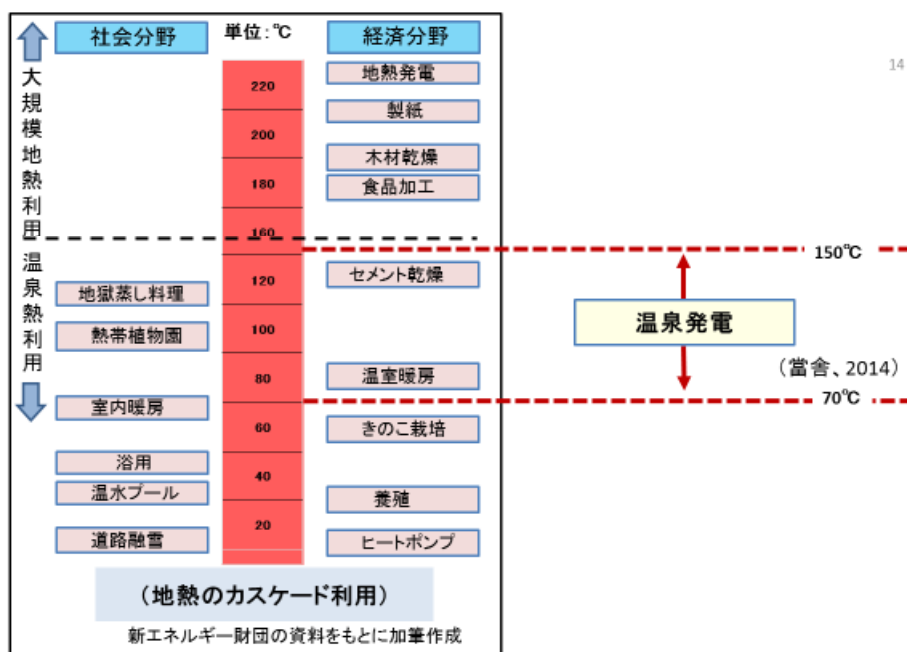 社会分野
単位:℃
経済分野
14
大規模地熱利用
温泉熱利用
220
200
180
160
120
100
80
60
40
20
地熱発電
製紙
木材乾燥
食品加工
セメント乾燥
温室暖房
きのこ栽培
養殖
ヒートポンプ
地獄蒸し料理
熱帯植物園
室内暖房
浴用
温水プール
道路融雪
150℃
温泉発電
(當舎、2014)
70℃
(地熱のカスケード利用)
新エネルギー財団の資料をもとに加筆作成